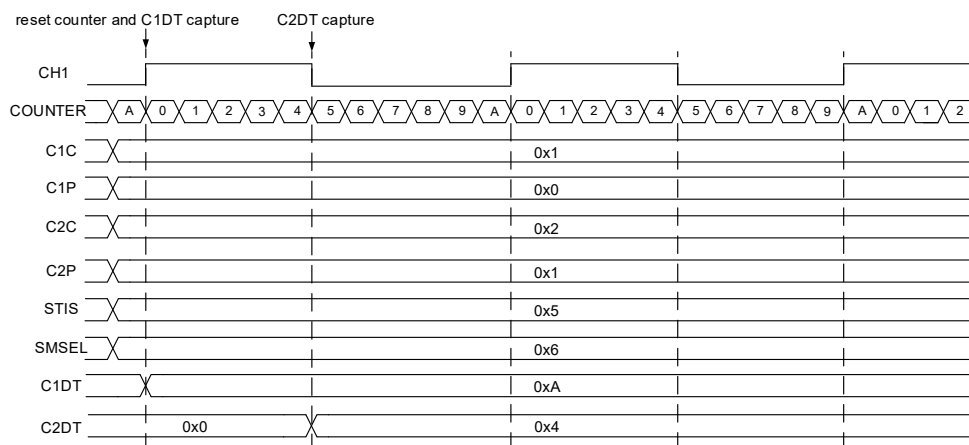 reset counter and C1DT capture C2DT capture
CH1
COUNTER A 0 1 2 3 4 5 6 7 8 9 A 0 1 2 3 4 5 6 7 8 9 A 0 1 2
C1C 0x1
C1P 0x0
C2C 0x2
C2P 0x1
STIS 0x5
SMSEL 0x6
C1DT 0xA
C2DT 0x0 0x4